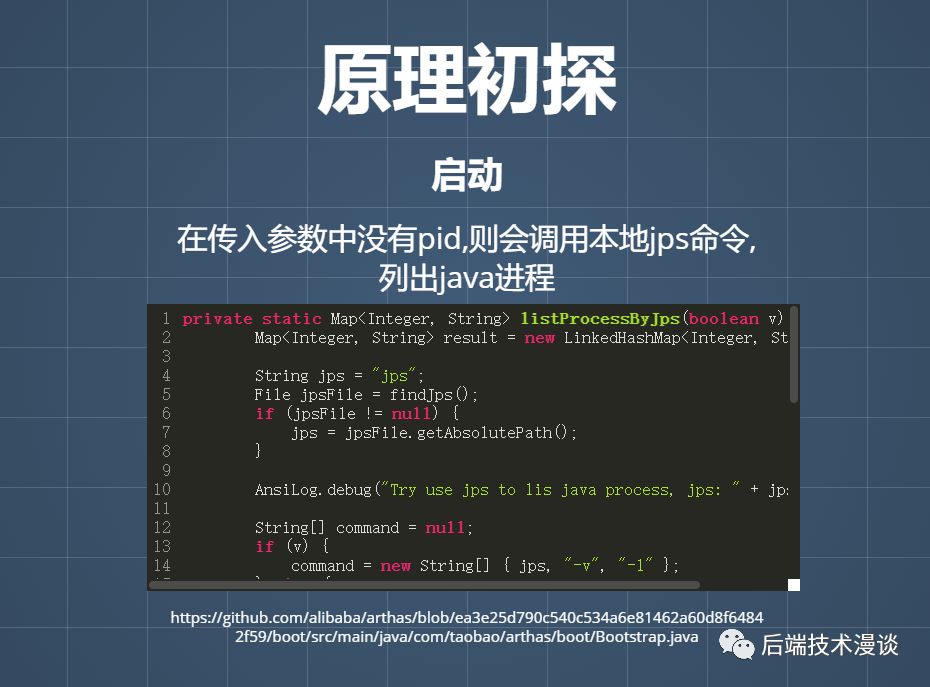 原理初探
启动
在传入参数中没有pid,则会调用本地jps命令,
列出java进程
1 private static Map<Integer, String> listProcessByJps(boolean v)
2 Map<Integer, String> result = new LinkedHashMap<Integer, St
3
4 String jps = "jps";
5 File jpsFile = findJps();
6 if (jpsFile != null) {
7 jps = jpsFile.getAbsolutePath();
8 }
9
10 AnsiLog.debug("Try use jps to lis java process, jps: " + jp
11
12 String[] command = null;
13 if (v) {
14 command = new String[] { jps, "-v", "-l" };
https://github.com/alibaba/arthas/blob/ea3e25d790c540c534a6e81462a60d8f6484
2f59/boot/src/main/java/com/taobao/arthas/boot/Bootstrap.java
后端技术漫谈